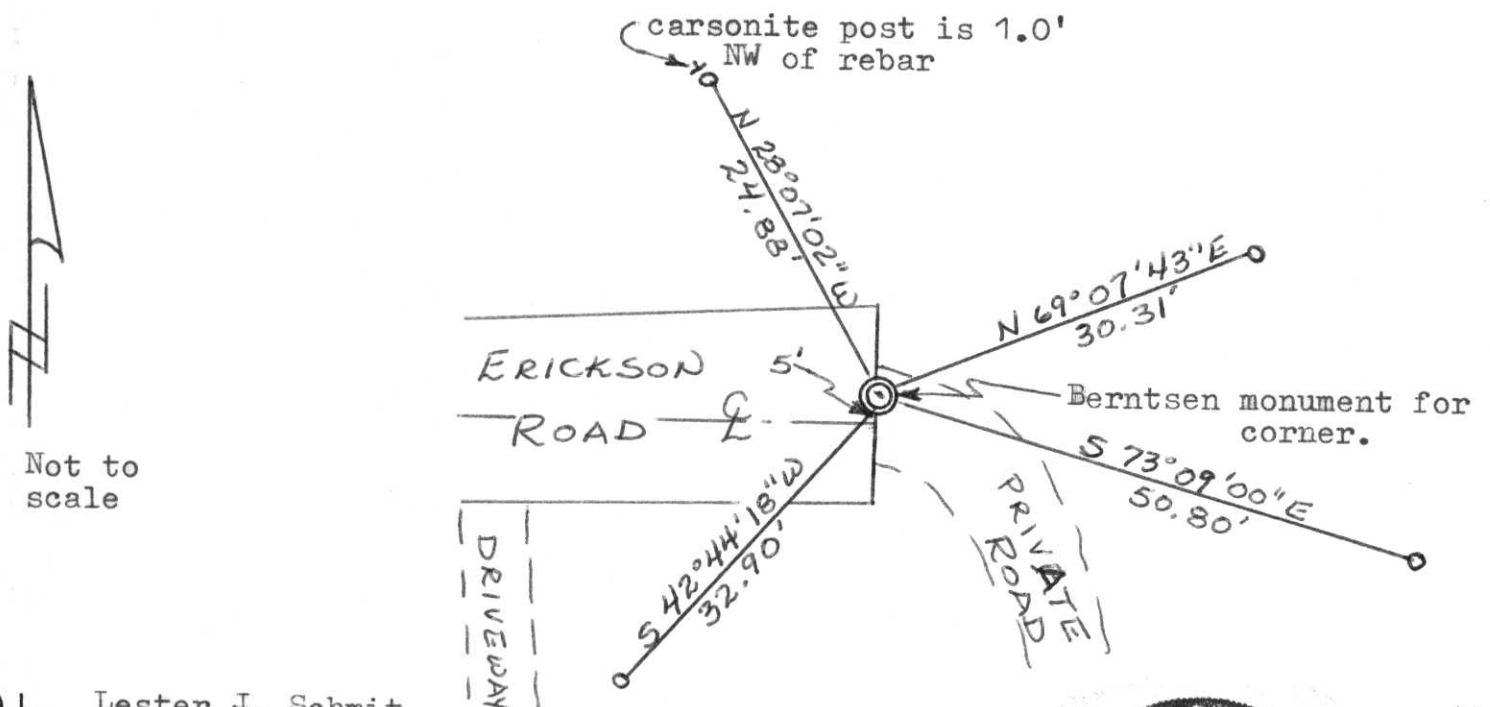 carsonite post is 1.0'
NW of rebar
N 28°07'02" W
24.88'
N 69°07'43" E
30.31'
ERICKSON
5'
ROAD ℄
Berntsen monument for
corner.
Not to
scale
S 73°09'00" E
50.80'
S 42°44'18" W
32.90'
PRIVATE
ROAD
DRIVEWAY
Lester J. Schmit